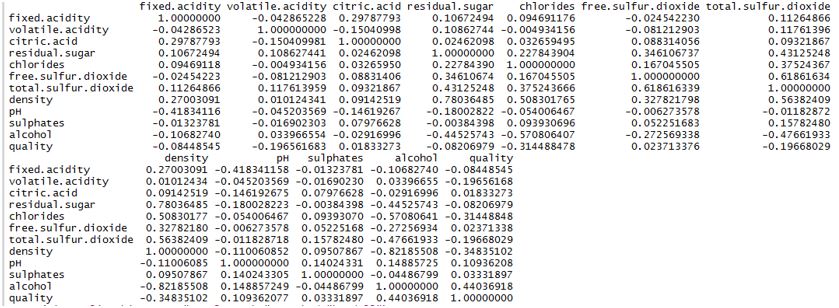 fixed.acidity volatile.acidity citric.acid residual.sugar chlorides free.sulfur.dioxide total.sulfur.dioxide
fixed.acidity 1.00000000 -0.042865228 0.29787793 0.10672494 0.094691176 -0.024542230 0.11264866
volatile.acidity -0.04286523 1.000000000 -0.15040998 0.10862744 -0.004934156 -0.081212903 0.11761396
citric.acid 0.29787793 -0.150409981 1.00000000 0.02462098 0.032659495 0.088314056 0.09321867
residual.sugar 0.10672494 0.108627441 0.02462098 1.00000000 0.227843904 0.346106737 0.43125248
chlorides 0.09469118 -0.004934156 0.03265950 0.22784390 1.000000000 0.167045505 0.37524367
free.sulfur.dioxide -0.02454223 -0.081212903 0.08831406 0.34610674 0.167045505 1.000000000 0.61861634
total.sulfur.dioxide 0.11264866 0.117613959 0.09321867 0.43125248 0.375243666 0.618616339 1.00000000
density 0.27003091 0.010124341 0.09142519 0.78036485 0.508301765 0.327821798 0.56382409
pH -0.41834116 -0.045203569 -0.14619267 -0.18002822 -0.054006467 -0.006273578 -0.01182872
sulphates -0.01323781 -0.016902303 0.07976628 -0.00384398 0.093930696 0.052251683 0.15782480
alcohol -0.10682740 0.033966554 -0.02916996 -0.44525743 -0.570806407 -0.272569338 -0.47661933
quality -0.08448545 -0.196561683 0.01833273 -0.08206979 -0.314488478 0.023713376 -0.19668029
density pH sulphates alcohol quality
fixed.acidity 0.27003091 -0.418341158 -0.01323781 -0.10682740 -0.08448545
volatile.acidity 0.01012434 -0.045203569 -0.01690230 0.03396655 -0.19656168
citric.acid 0.09142519 -0.146192675 0.07976628 -0.02916996 0.01833273
residual.sugar 0.78036485 -0.180028223 -0.00384398 -0.44525743 -0.08206979
chlorides 0.50830177 -0.054006467 0.09393070 -0.57080641 -0.31448848
free.sulfur.dioxide 0.32782180 -0.006273578 0.05225168 -0.27256934 0.02371338
total.sulfur.dioxide 0.56382409 -0.011828718 0.15782480 -0.47661933 -0.19668029
density 1.00000000 -0.110060852 0.09507867 -0.82185508 -0.34835102
pH -0.11006085 1.000000000 0.14024331 0.14885725 0.10936208
sulphates 0.09507867 0.140243305 1.00000000 -0.04486799 0.03331897
alcohol -0.82185508 0.148857249 -0.04486799 1.00000000 0.44036918
quality -0.34835102 0.109362077 0.03331897 0.44036918 1.00000000